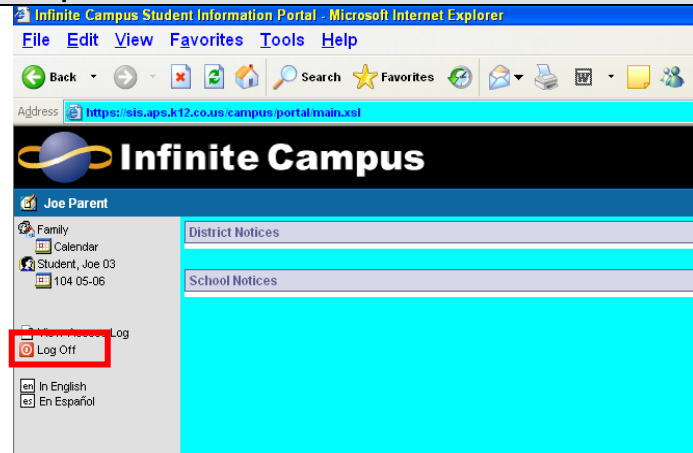 Infinite Campus Student Information Portal - Microsoft Internet Explorer
File Edit View Favorites Tools Help
Back Search Favorites
Address https://sis.aps.k12.co.us/campus/portal/main.xsl
Infinite Campus
Joe Parent
Family
Calendar
Student, Joe 03
104 05-06
View Access Log
Log Off
en In English
es En Español
District Notices
School Notices